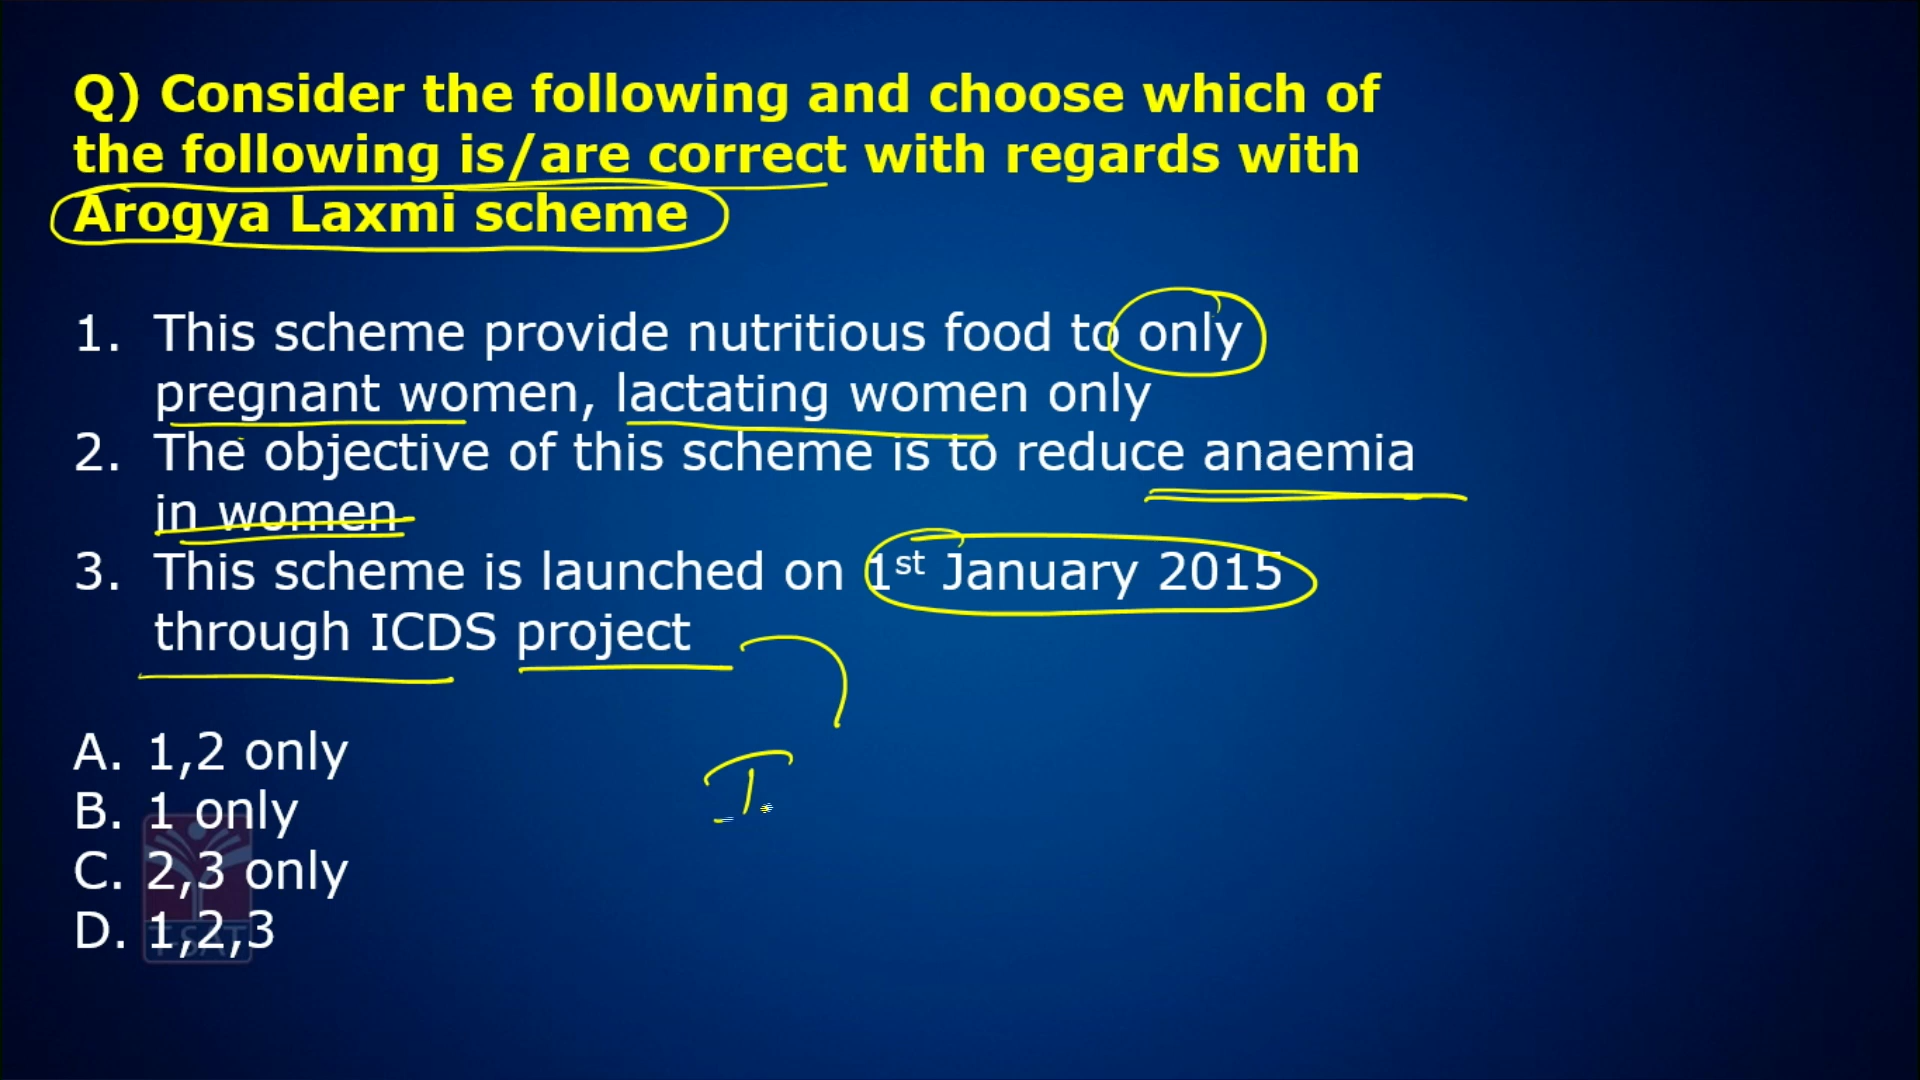 Q) Consider the following and choose which of
the following is/are correct with regards with
Arogya Laxmi scheme
1. This scheme provide nutritious food to only
pregnant women, lactating women only
2. The objective of this scheme is to reduce anaemia
in women
3. This scheme is launched on 1st January 2015
through ICDS project
I
A. 1,2 only
B. 1 only
C. 2,3 only
D. 1,2,3
T-SAT